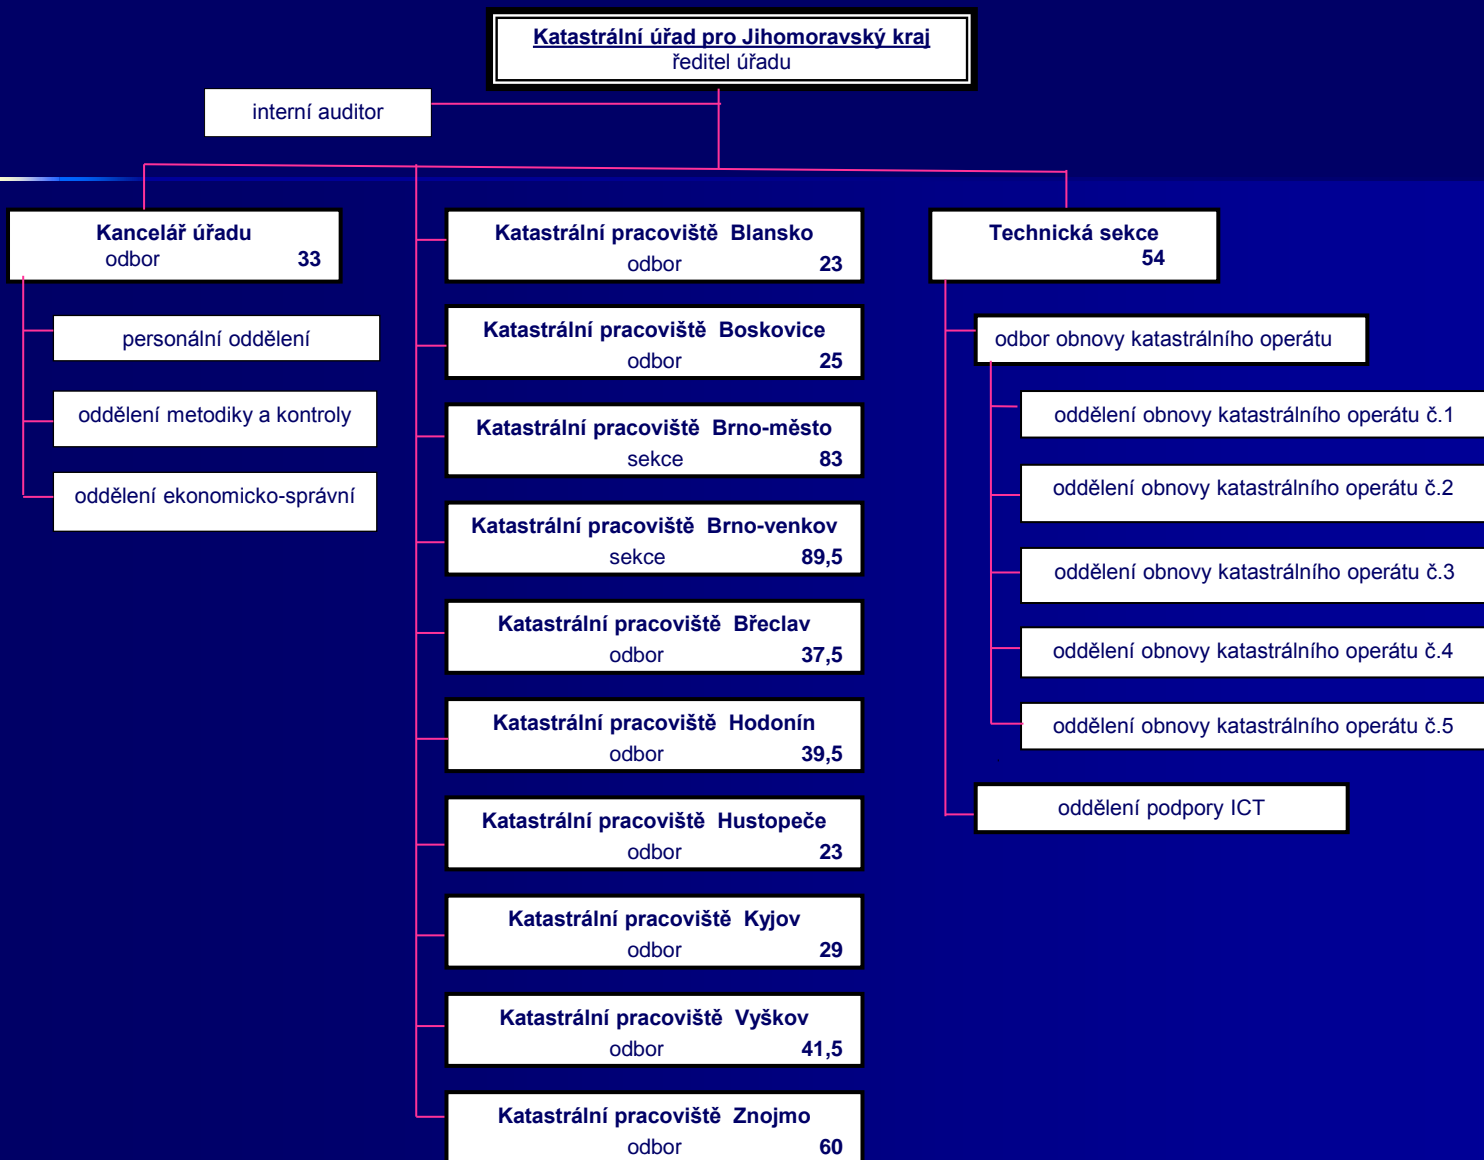 Katastrální úřad pro Jihomoravský kraj
ředitel úřadu
interní auditor
Kancelář úřadu
odbor 33
personální oddělení
oddělení metodiky a kontroly
oddělení ekonomicko-správní
Katastrální pracoviště Blansko
odbor 23
Katastrální pracoviště Boskovice
odbor 25
Katastrální pracoviště Brno-město
sekce 83
Katastrální pracoviště Brno-venkov
sekce 89,5
Katastrální pracoviště Břeclav
odbor 37,5
Katastrální pracoviště Hodonín
odbor 39,5
Katastrální pracoviště Hustopeče
odbor 23
Katastrální pracoviště Kyjov
odbor 29
Katastrální pracoviště Vyškov
odbor 41,5
Katastrální pracoviště Znojmo
odbor 60
Technická sekce
54
odbor obnovy katastrálního operátu
oddělení obnovy katastrálního operátu č.1
oddělení obnovy katastrálního operátu č.2
oddělení obnovy katastrálního operátu č.3
oddělení obnovy katastrálního operátu č.4
oddělení obnovy katastrálního operátu č.5
oddělení podpory ICT